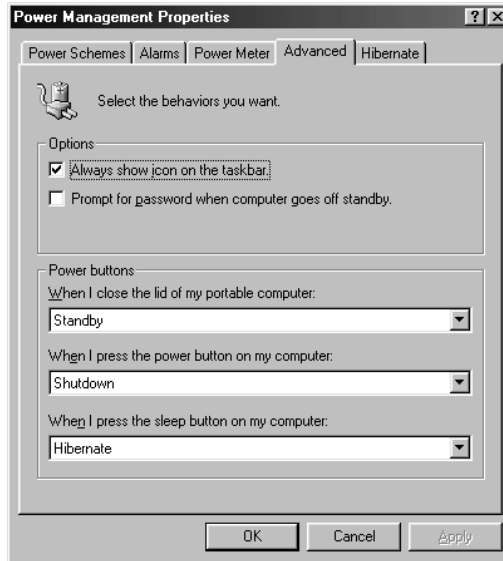 Power Management Properties
Power Schemes Alarms Power Meter Advanced Hibernate
Select the behaviors you want.
Options
Always show icon on the taskbar.
Prompt for password when computer goes off standby.
Power buttons
When I close the lid of my portable computer:
Standby
When I press the power button on my computer:
Shutdown
When I press the sleep button on my computer:
Hibernate
OK Cancel Apply